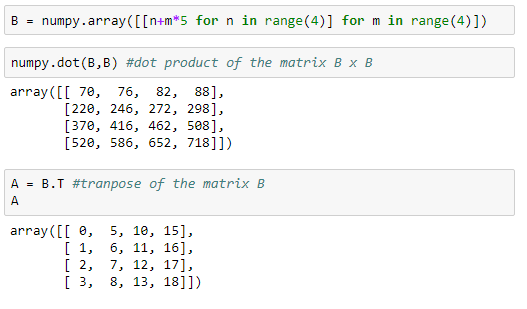 B = numpy.array([[n+m*5 for n in range(4)] for m in range(4)])
numpy.dot(B,B) #dot product of the matrix B x B
array([[ 70,  76,  82,  88],
       [220, 246, 272, 298],
       [370, 416, 462, 508],
       [520, 586, 652, 718]])
A = B.T #tranpose of the matrix B
A
array([[ 0,  5, 10, 15],
       [ 1,  6, 11, 16],
       [ 2,  7, 12, 17],
       [ 3,  8, 13, 18]])